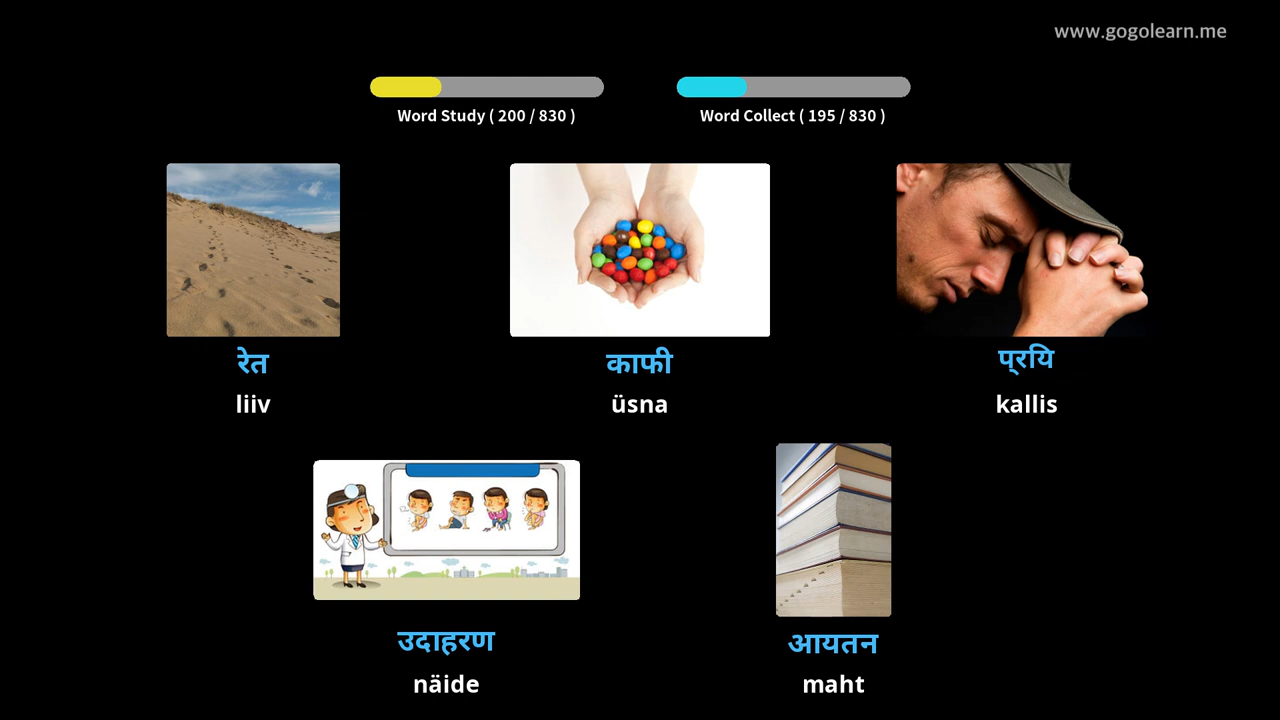 www.gogolearn.me
Word Study ( 200 / 830 )
Word Collect ( 195 / 830 )
रेत
liiv
काफी
üsna
प्रयि
kallis
उदाहरण
näide
आयतन
maht